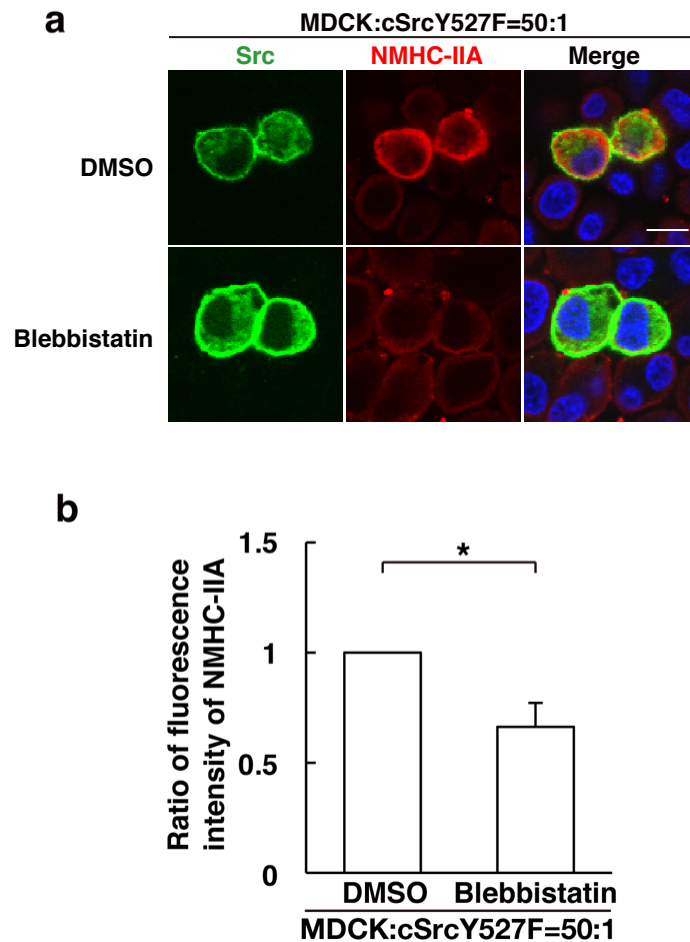 a
MDCK:cSrcY527F=50:1
Src NMHC-IIA Merge
DMSO
Blebbistatin
b
Ratio of fluorescence
intensity of NMHC-IIA
1.5
1
0.5
0
*
DMSO Blebbistatin
MDCK:cSrcY527F=50:1